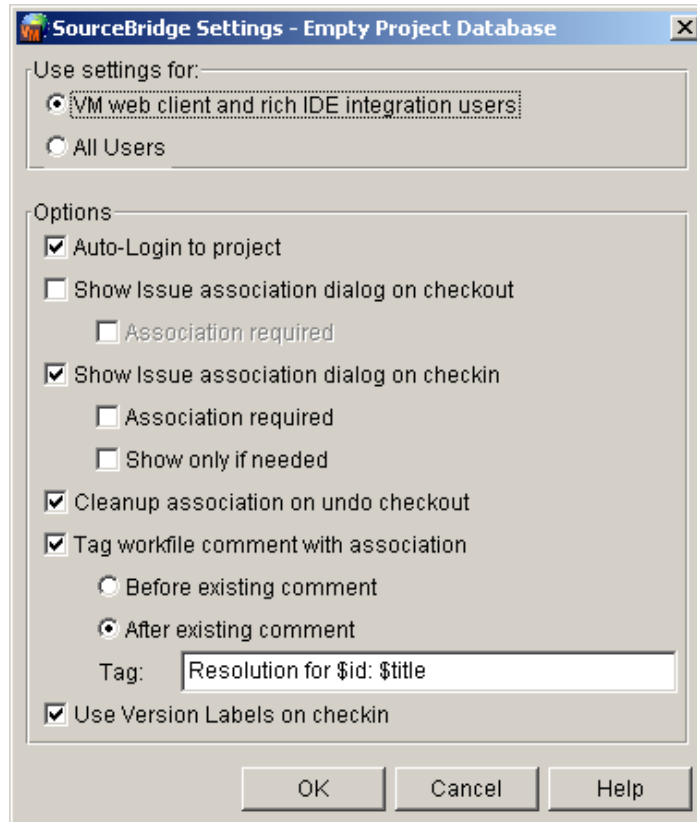 SourceBridge Settings - Empty Project Database
Use settings for:
VM web client and rich IDE integration users
All Users
Options
Auto-Login to project
Show Issue association dialog on checkout
Association required
Show Issue association dialog on checkin
Association required
Show only if needed
Cleanup association on undo checkout
Tag workfile comment with association
Before existing comment
After existing comment
Tag: Resolution for $id: $title
Use Version Labels on checkin
OK Cancel Help